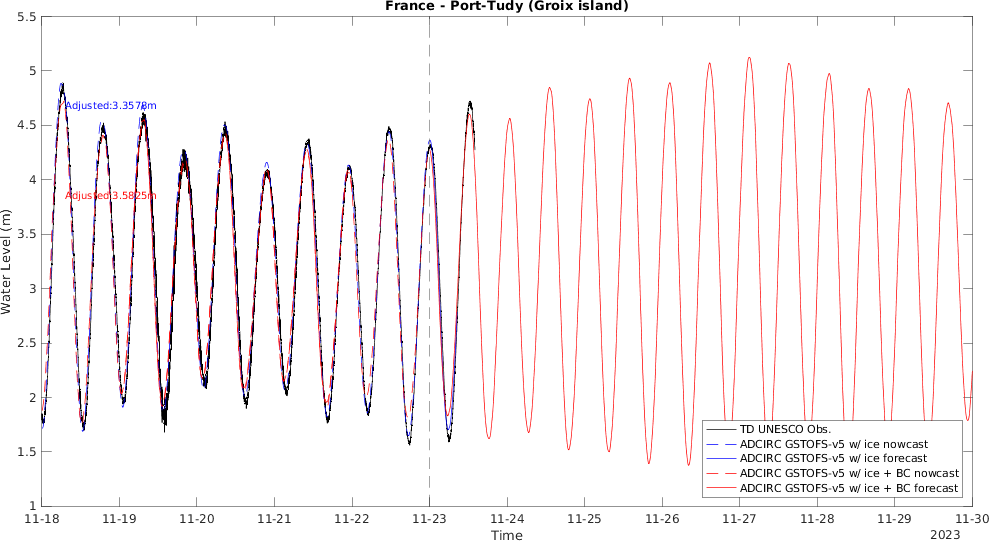 France - Port-Tudy (Groix island)
5.5
5
4.5
4
3.5
3
2.5
2
1.5
1
Water Level (m)
Adjusted:3.3578m
Adjusted:3.5825m
TD UNESCO Obs.
ADCIRC GSTOFS-v5 w/ ice nowcast
ADCIRC GSTOFS-v5 w/ ice forecast
ADCIRC GSTOFS-v5 w/ ice + BC nowcast
ADCIRC GSTOFS-v5 w/ ice + BC forecast
11-18 11-19 11-20 11-21 11-22 11-23 11-24 11-25 11-26 11-27 11-28 11-29 11-30
Time
2023